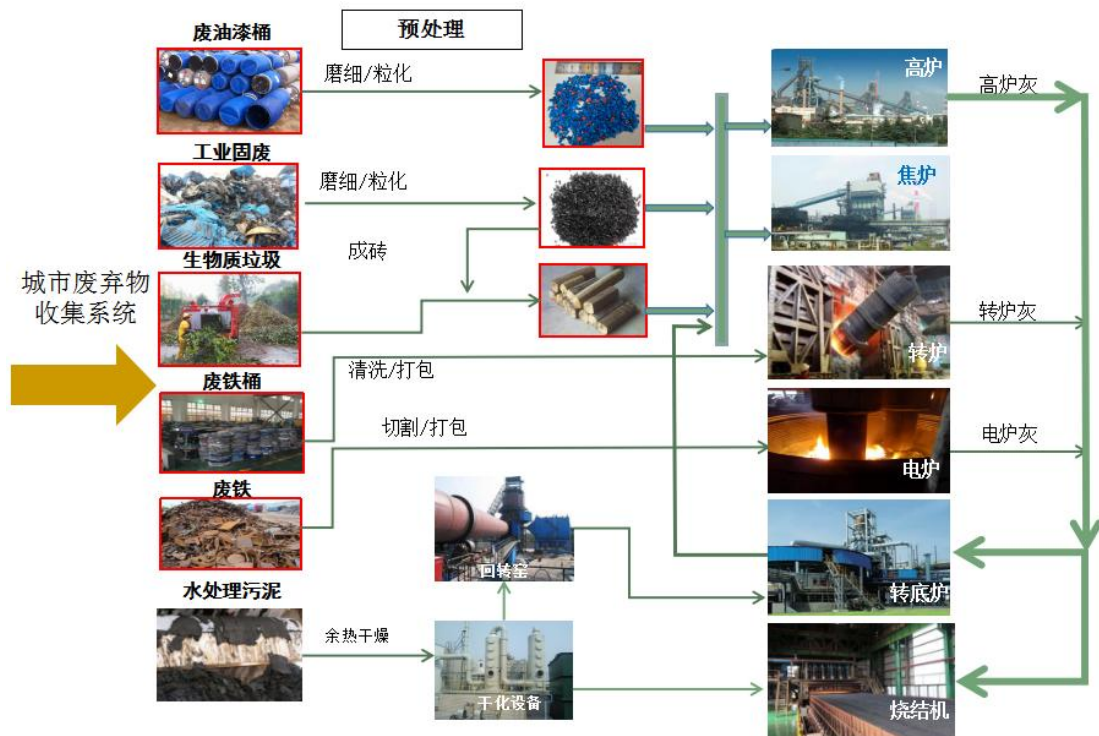 废油漆桶
预处理
磨细/粒化
高炉
高炉灰
工业固废
磨细/粒化
焦炉
成砖
生物质垃圾
城市废弃物
收集系统
转炉灰
转炉
废铁桶
清洗/打包
切割/打包
电炉灰
电炉
废铁
回转窑
转底炉
水处理污泥
余热干燥
干化设备
烧结机